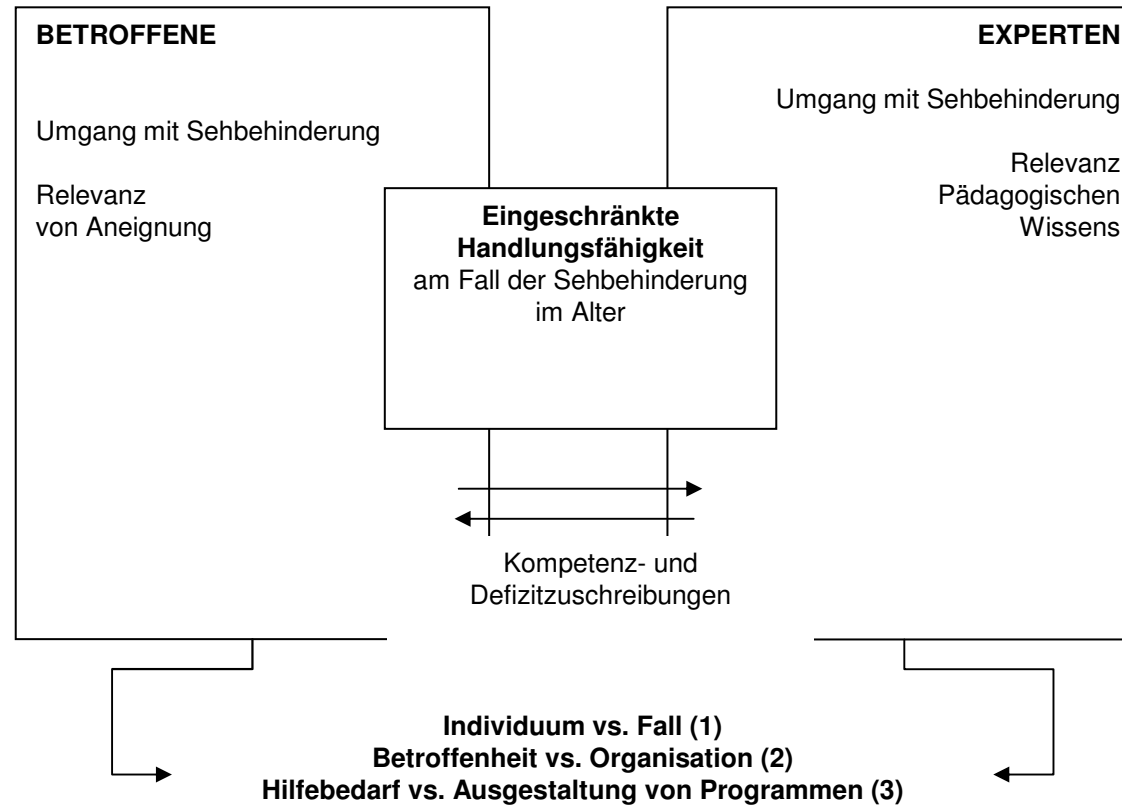 BETROFFENE
Umgang mit Sehbehinderung
Relevanz
von Aneignung
EXPERTEN
Umgang mit Sehbehinderung
Relevanz
Pädagogischen
Wissens
Eingeschränkte
Handlungsfähigkeit
am Fall der Sehbehinderung
im Alter
Kompetenz- und
Defizitzuschreibungen
Individuum vs. Fall (1)
Betroffenheit vs. Organisation (2)
Hilfebedarf vs. Ausgestaltung von Programmen (3)